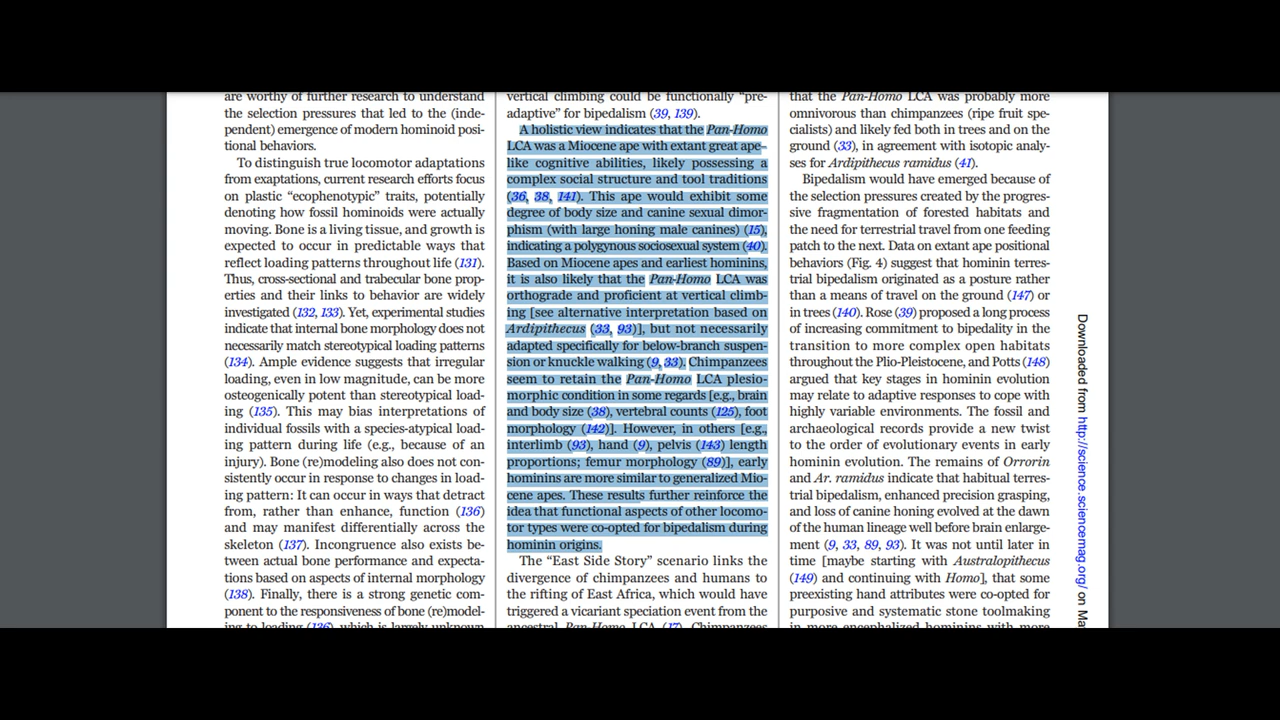 are worthy of further research to understand
the selection pressures that led to the (inde-
pendent) emergence of modern hominoid posi-
tional behaviors.
To distinguish true locomotor adaptations
from exaptations, current research efforts focus
on plastic “ecophenotypic” traits, potentially
denoting how fossil hominoids were actually
moving. Bone is a living tissue, and growth is
expected to occur in predictable ways that
reflect loading patterns throughout life (131).
Thus, cross-sectional and trabecular bone prop-
erties and their links to behavior are widely
investigated (132, 133). Yet, experimental studies
indicate that internal bone morphology does not
necessarily match stereotypical loading patterns
(134). Ample evidence suggests that irregular
loading, even in low magnitude, can be more
osteogenically potent than stereotypical load-
ing (135). This may bias interpretations of
individual fossils with a species-atypical load-
ing pattern during life (e.g., because of an
injury). Bone (re)modeling also does not con-
sistently occur in response to changes in load-
ing pattern: It can occur in ways that detract
from, rather than enhance, function (136)
and may manifest differentially across the
skeleton (137). Incongruence also exists be-
tween actual bone performance and expecta-
tions based on aspects of internal morphology
(138). Finally, there is a strong genetic com-
ponent to the responsiveness of bone (re)model-
ing to loading (136), which is largely unknown
vertical climbing could be functionally “pre-
adaptive” for bipedalism (39, 139).
A holistic view indicates that the Pan-Homo
LCA was a Miocene ape with extant great ape–
like cognitive abilities, likely possessing a
complex social structure and tool traditions
(36, 38, 141). This ape would exhibit some
degree of body size and canine sexual dimor-
phism (with large honing male canines) (15),
indicating a polygynous sociosexual system (40).
Based on Miocene apes and earliest hominins,
it is also likely that the Pan-Homo LCA was
orthograde and proficient at vertical climb-
ing [see alternative interpretation based on
Ardipithecus (33, 93)], but not necessarily
adapted specifically for below-branch suspen-
sion or knuckle walking (9, 33). Chimpanzees
seem to retain the Pan-Homo LCA plesio-
morphic condition in some regards [e.g., brain
and body size (38), vertebral counts (125), foot
morphology (142)]. However, in others [e.g.,
interlimb (93), hand (9), pelvis (143) length
proportions; femur morphology (89)], early
hominins are more similar to generalized Mio-
cene apes. These results further reinforce the
idea that functional aspects of other locomo-
tor types were co-opted for bipedalism during
hominin origins.
The “East Side Story” scenario links the
divergence of chimpanzees and humans to
the rifting of East Africa, which would have
triggered a vicariant speciation event from the
ancestral Pan-Homo LCA (17). Chimpanzees
that the Pan-Homo LCA was probably more
omnivorous than chimpanzees (ripe fruit spe-
cialists) and likely fed both in trees and on the
ground (33), in agreement with isotopic analy-
ses for Ardipithecus ramidus (41).
Bipedalism would have emerged because of
the selection pressures created by the progres-
sive fragmentation of forested habitats and
the need for terrestrial travel from one feeding
patch to the next. Data on extant ape positional
behaviors (Fig. 4) suggest that hominin terres-
trial bipedalism originated as a posture rather
than a means of travel on the ground (147) or
in trees (140). Rose (39) proposed a long process
of increasing commitment to bipedality in the
transition to more complex open habitats
throughout the Plio-Pleistocene, and Potts (148)
argued that key stages in hominin evolution
may relate to adaptive responses to cope with
highly variable environments. The fossil and
archaeological records provide a new twist
to the order of evolutionary events in early
hominin evolution. The remains of Orrorin
and Ar. ramidus indicate that habitual terres-
trial bipedalism, enhanced precision grasping,
and loss of canine honing evolved at the dawn
of the human lineage well before brain enlarge-
ment (9, 33, 89, 93). It was not until later in
time [maybe starting with Australopithecus
(149) and continuing with Homo], that some
preexisting hand attributes were co-opted for
purposive and systematic stone toolmaking
in more encephalized hominins with more
Downloaded from http://science.sciencemag.org/ on Ma